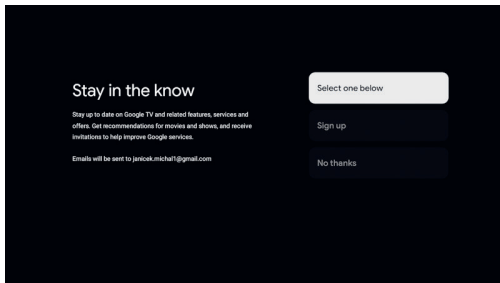 Stay in the know
Stay up to date on Google TV and related features, services and
offers. Get recommendations for movies and shows, and receive
invitations to help improve Google services.
Emails will be sent to janicek.michal1@gmail.com
Select one below
Sign up
No thanks